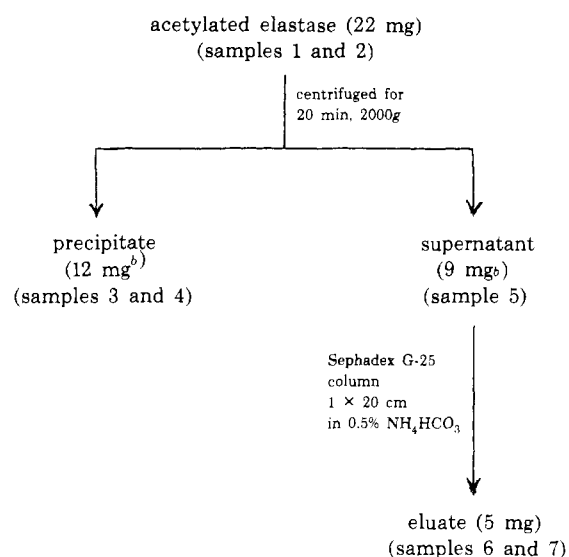 acetylated elastase (22 mg)
(samples 1 and 2)
centrifuged for
20 min, 2000g
precipitate
(12 mg^b)
(samples 3 and 4)
supernatant
(9 mg^b)
(sample 5)
Sephadex G-25
column
1 × 20 cm
in 0.5% NH₄HCO₃
eluate (5 mg)
(samples 6 and 7)